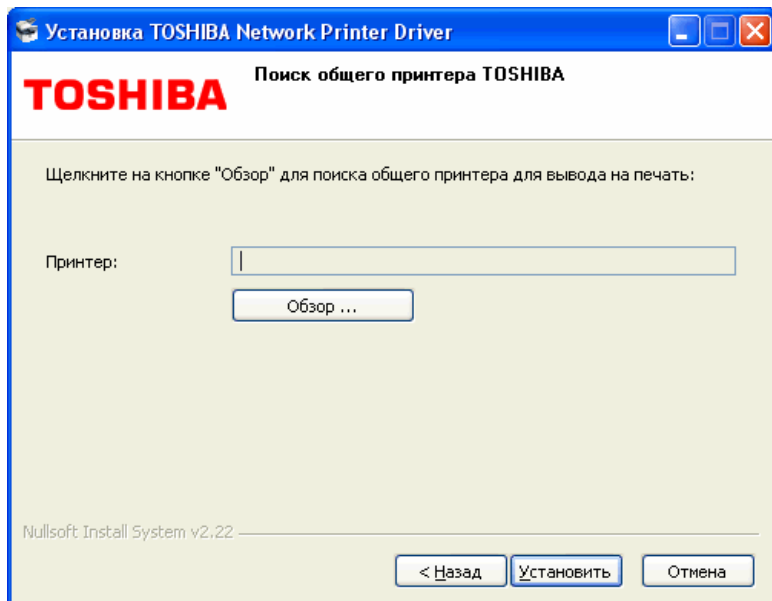 Установка TOSHIBA Network Printer Driver
TOSHIBA
Поиск общего принтера TOSHIBA
Щелкните на кнопке "Обзор" для поиска общего принтера для вывода на печать:
Принтер:
Обзор ...
Nullsoft Install System v2.22
< Назад
Установить
Отмена